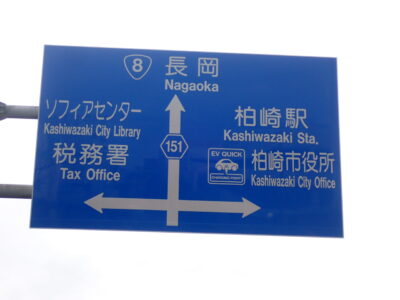 8 長岡
Nagaoka
ソフィアセンター
Kashiwazaki City Library
税務署
Tax Office
151
柏崎駅
Kashiwazaki Sta.
EV QUICK
CHARGING POINT
柏崎市役所
Kashiwazaki City Office